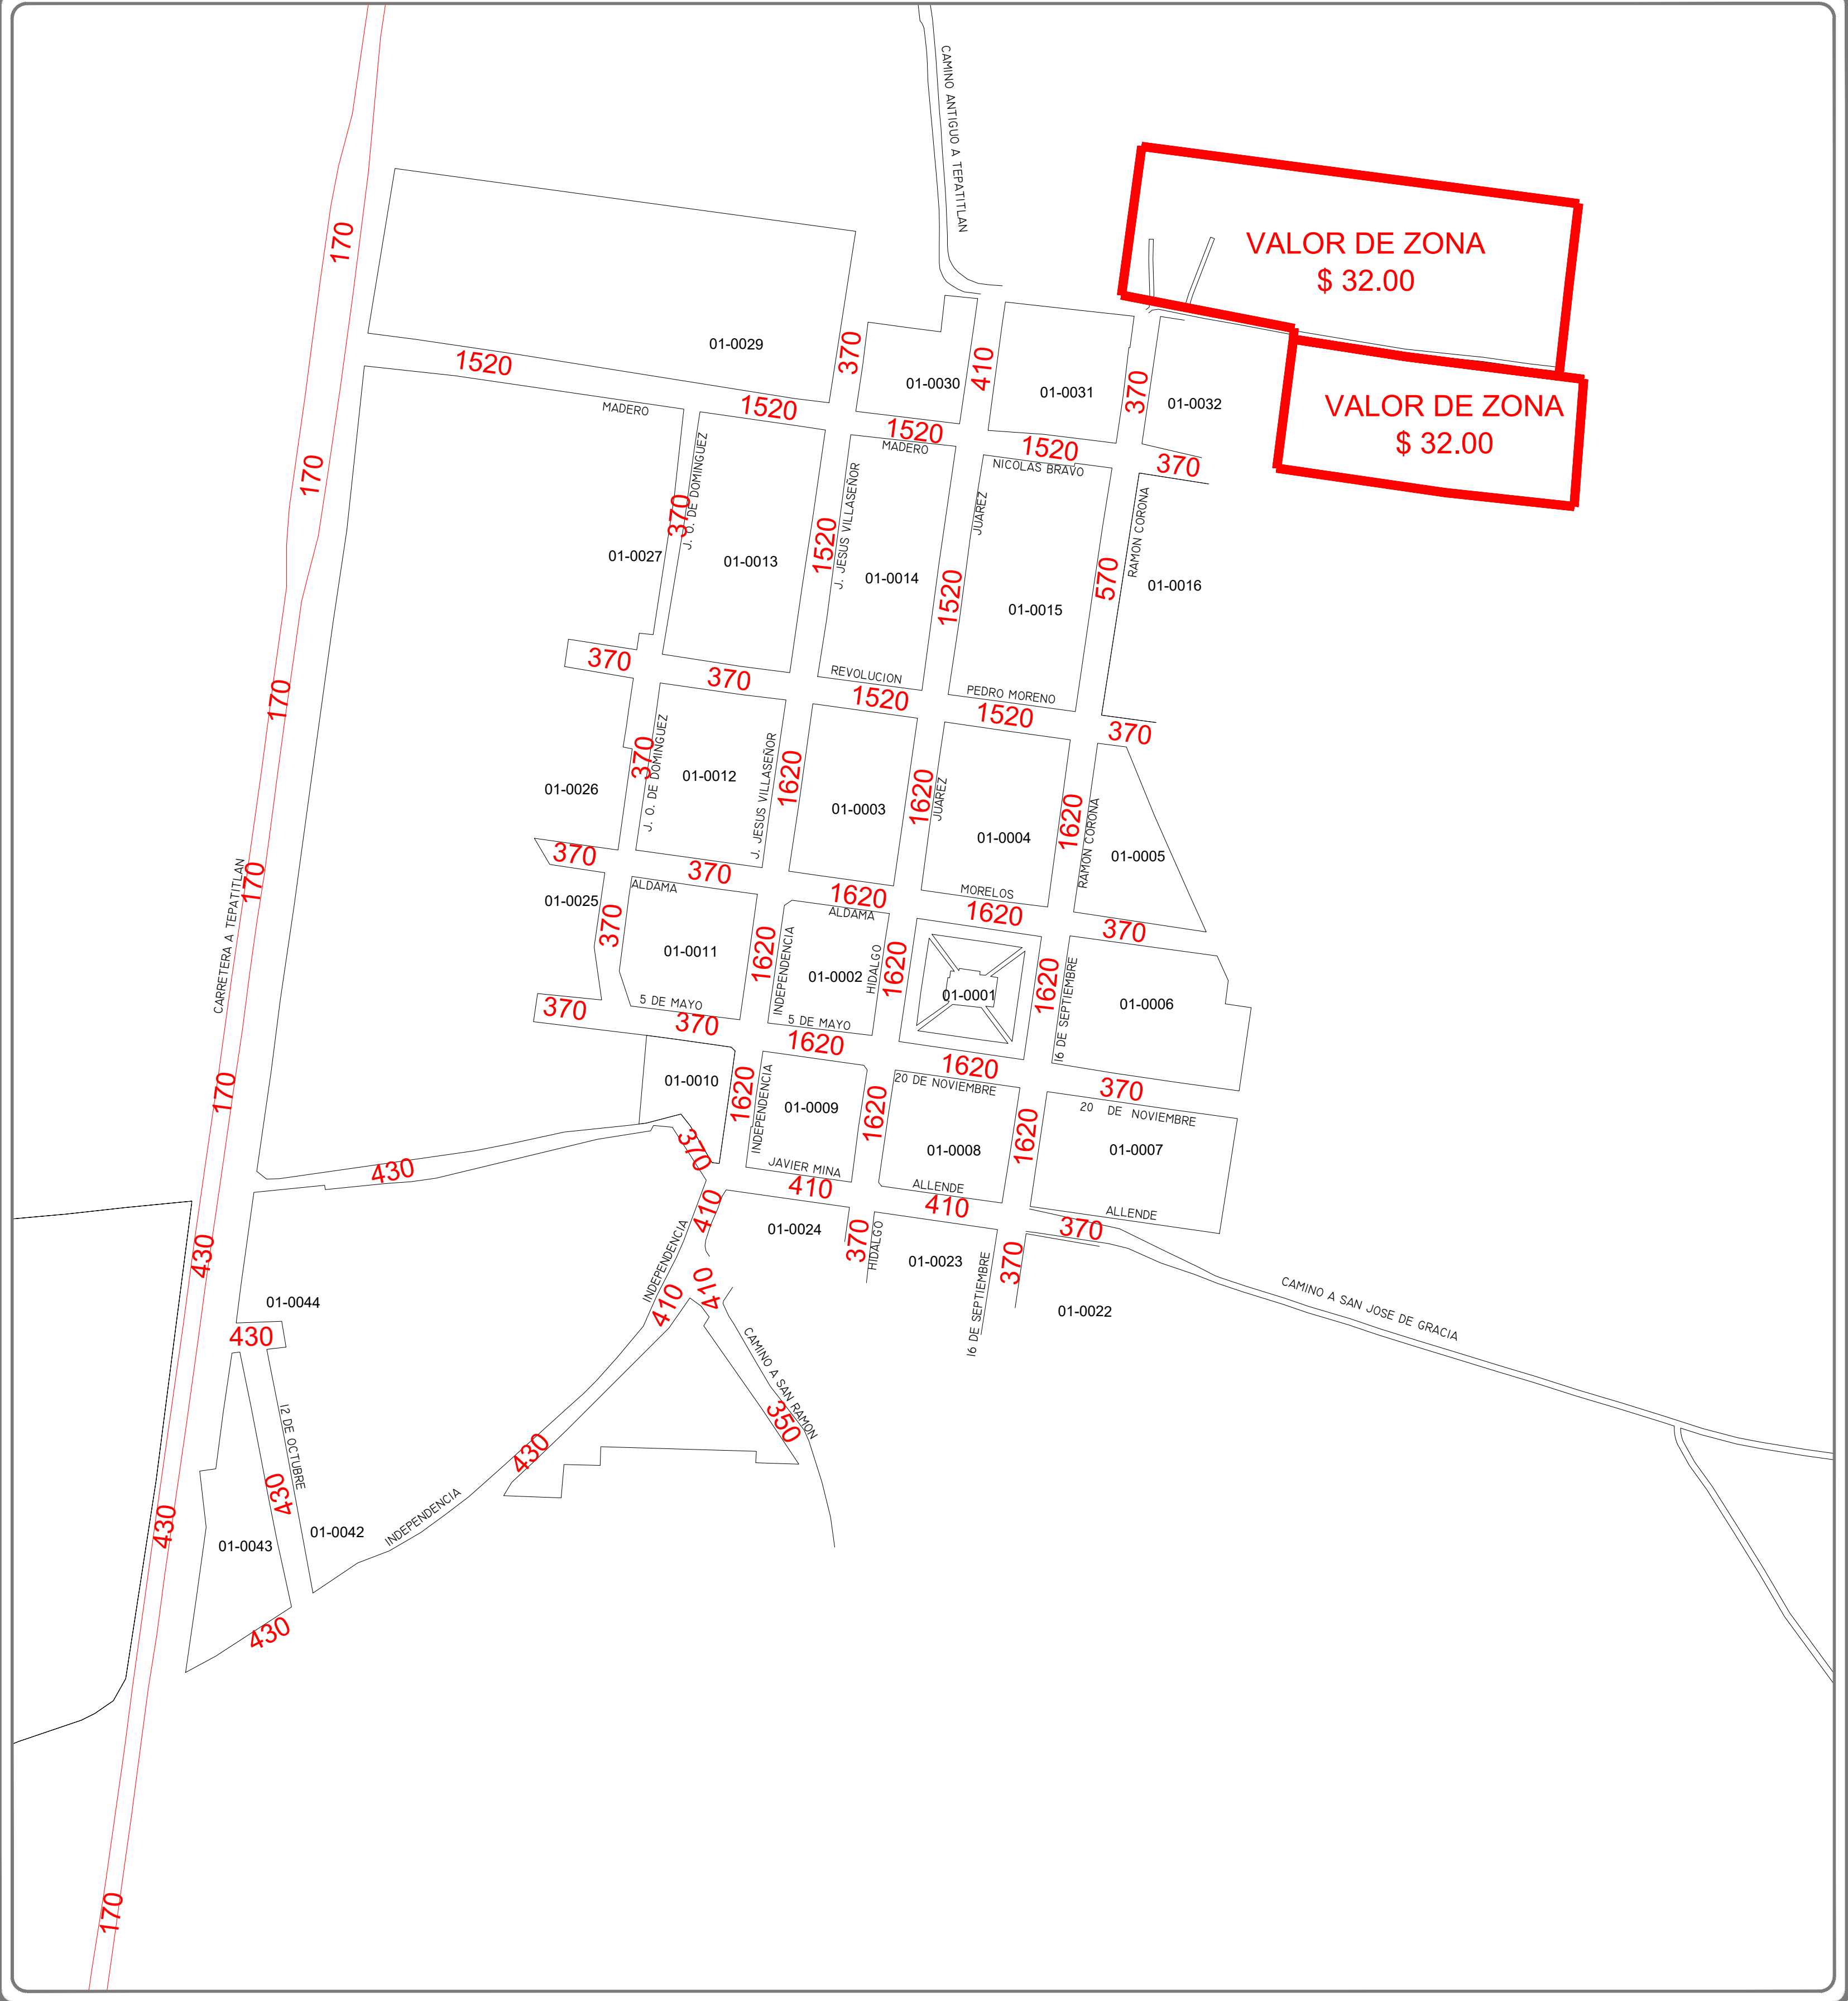 CAMINO ANTIGUO A TEPATITLAN
170
VALOR DE ZONA
$ 32.00
01-0029
370
01-0030
410
01-0031
370
01-0032
VALOR DE ZONA
$ 32.00
1520
MADERO
1520
1520
MADERO
1520
NICOLAS BRAVO
370
170
J. O. DE DOMINGUEZ
370
01-0027
01-0013
1520
J. JESUS VILLASEÑOR
01-0014
1520
JUAREZ
01-0015
570
RAMON CORONA
01-0016
370
370
REVOLUCION
1520
PEDRO MORENO
1520
370
170
370
J. O. DE DOMINGUEZ
01-0012
J. JESUS VILLASEÑOR
1620
01-0026
01-0003
1620
JUAREZ
01-0004
1620
RAMON CORONA
01-0005
370
370
ALDAMA
1620
ALDAMA
MORELOS
1620
370
CARRETERA A TEPATITLAN
170
01-0025
370
01-0011
1620
INDEPENDENCIA
01-0002
HIDALGO
1620
01-0001
1620
16 DE SEPTIEMBRE
01-0006
370
5 DE MAYO
370
5 DE MAYO
1620
1620
20 DE NOVIEMBRE
370
20 DE NOVIEMBRE
170
01-0010
1620
INDEPENDENCIA
01-0009
1620
01-0008
1620
01-0007
370
430
JAVIER MINA
410
ALLENDE
410
ALLENDE
370
430
INDEPENDENCIA
410
01-0024
370
HIDALGO
01-0023
16 DE SEPTIEMBRE
370
01-0022
CAMINO A SAN JOSE DE GRACIA
01-0044
430
410
410
CAMINO A SAN RAMON
350
12 DE OCTUBRE
430
430
INDEPENDENCIA
430
01-0043
01-0042
430
170